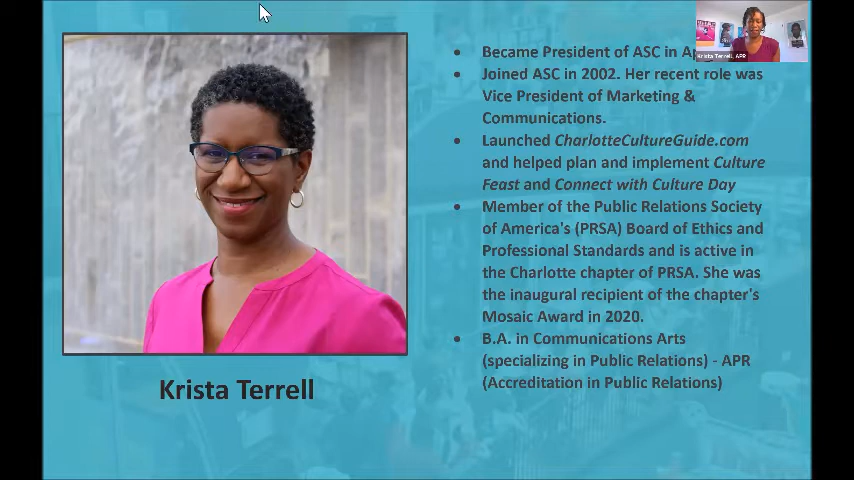 Became President of ASC in
Krista Terrell, APR
Joined ASC in 2002. Her recent role was
Vice President of Marketing &
Communications.
Launched CharlotteCultureGuide.com
and helped plan and implement Culture
Feast and Connect with Culture Day
Member of the Public Relations Society
of America's (PRSA) Board of Ethics and
Professional Standards and is active in
the Charlotte chapter of PRSA. She was
the inaugural recipient of the chapter's
Mosaic Award in 2020.
B.A. in Communications Arts
(specializing in Public Relations) - APR
(Accreditation in Public Relations)
Krista Terrell